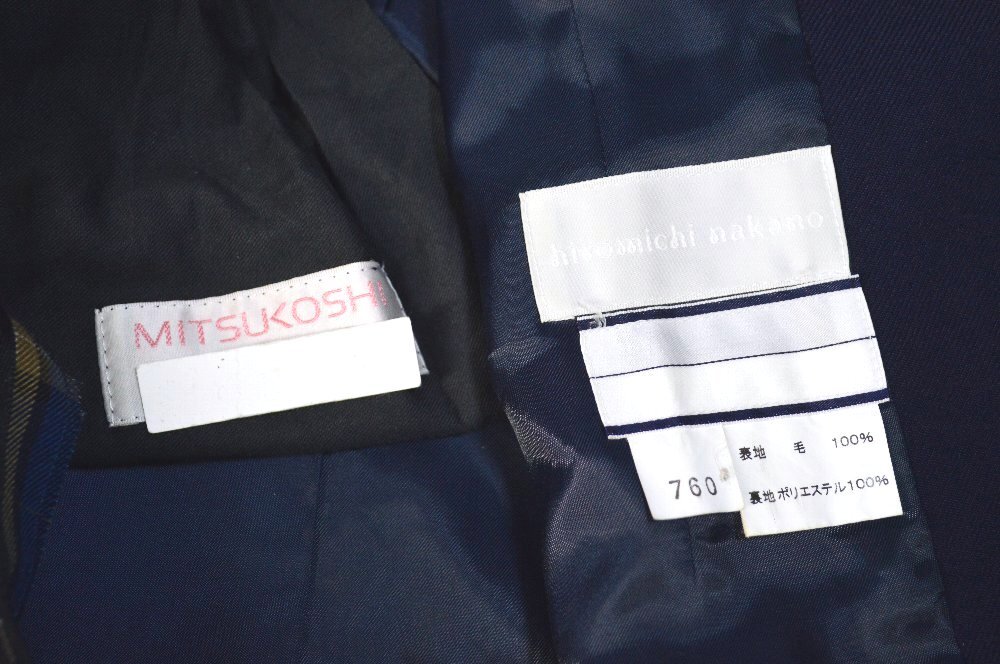 MITSUKOSHI
hiromichi nakano
760
表地 毛 100%
裏地 ポリエステル100%